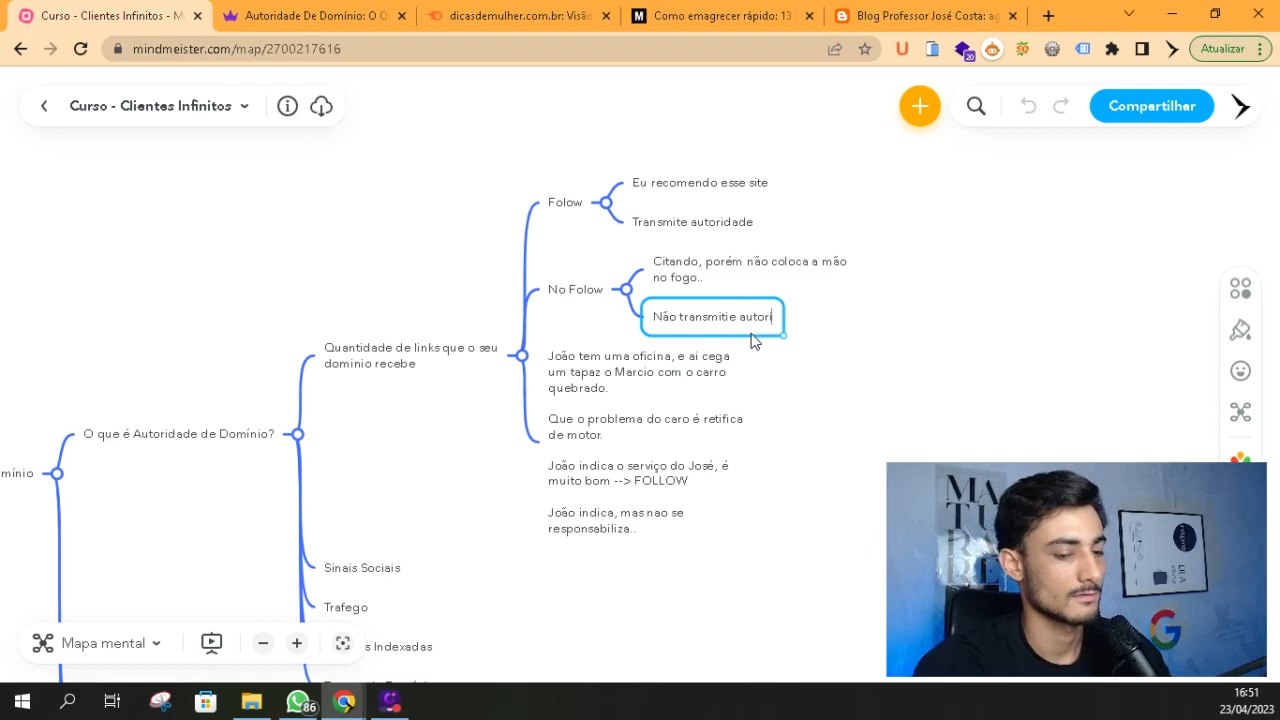 Curso - Clientes Infinitos - M
Autoridade De Domínio: O Q
dicasdemulher.com.br: Visão
Como emagrecer rápido: 13
Blog Professor José Costa: ag
mindmeister.com/map/2700217616
20
Atualizar
Curso - Clientes Infinitos
Compartilhar
Eu recomendo esse site
Folow
Transmite autoridade
Citando, porém não coloca a mão
no fogo..
No Folow
Não transmitie autori
Quantidade de links que o seu
dominio recebe
João tem uma oficina, e ai cega
um tapaz o Marcio com o carro
quebrado.
Que o problema do caro é retifica
de motor.
O que é Autoridade de Domínio?
mínio
João indica o serviço do José, é
muito bom --> FOLLOW
João indica, mas nao se
responsabiliza..
Sinais Sociais
Trafego
Mapa mental
s Indexadas
MA
TU
RE
86
16:51
23/04/2023